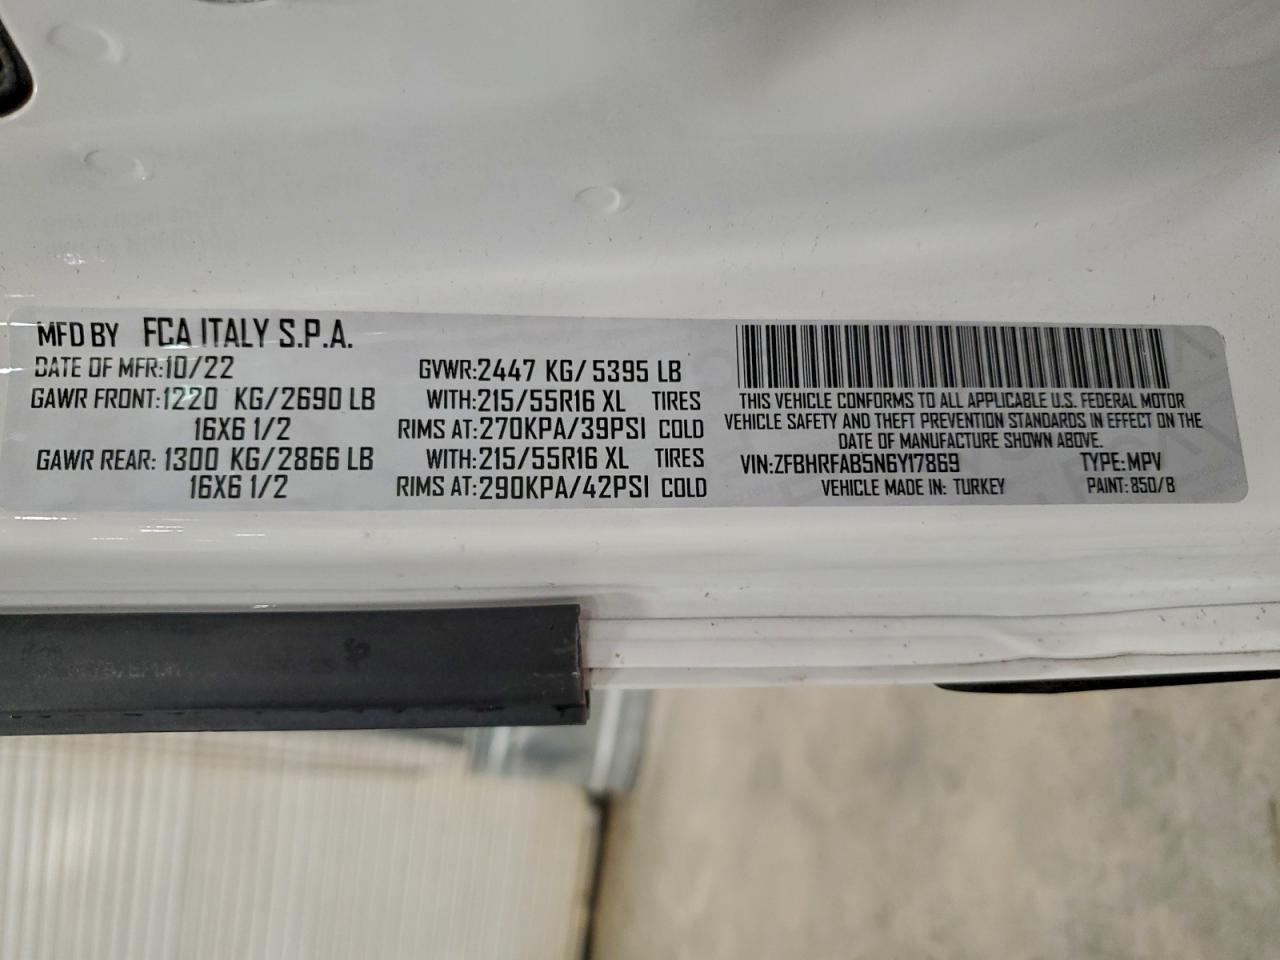 MFD BY FCA ITALY S.P.A.
DATE OF MFR:10/22 GVWR:2447 KG/ 5395 LB
GAWR FRONT:1220 KG/2690 LB WITH:215/55R16 XL TIRES
16X6 1/2 RIMS AT:270KPA/39PSI COLD
GAWR REAR: 1300 KG/2866 LB WITH:215/55R16 XL TIRES
16X6 1/2 RIMS AT:290KPA/42PSI COLD
THIS VEHICLE CONFORMS TO ALL APPLICABLE U.S. FEDERAL MOTOR
VEHICLE SAFETY AND THEFT PREVENTION STANDARDS IN EFFECT ON THE
DATE OF MANUFACTURE SHOWN ABOVE.
VIN:ZFBHRFAB5N6Y17869 TYPE:MPV
VEHICLE MADE IN: TURKEY PAINT:850/B